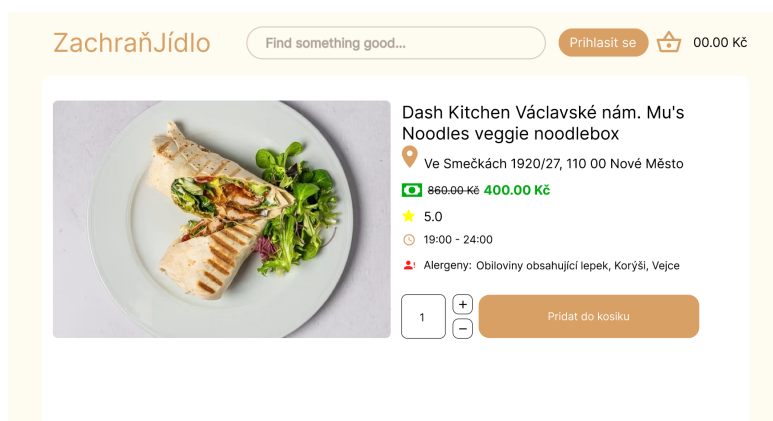 ZachraňJídlo
Find something good...
Prihlasit se
00.00 Kč
Dash Kitchen Václavské nám. Mu's
Noodles veggie noodlebox
Ve Smečkách 1920/27, 110 00 Nové Město
860.00 Kč 400.00 Kč
5.0
19:00 - 24:00
Alergeny: Obiloviny obsahující lepek, Korýši, Vejce
1
+
−
Pridat do kosiku